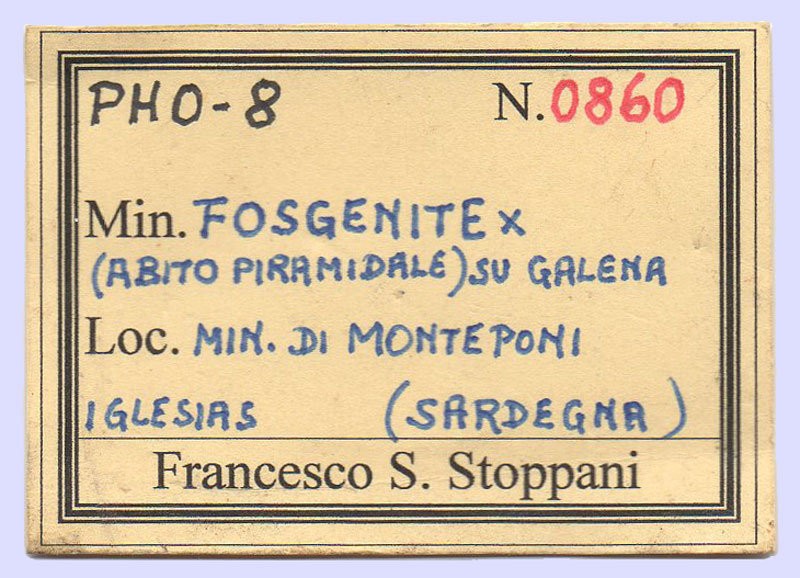 PHO-8 N.0860
Min. FOSGENITE x
(ABITO PIRAMIDALE) SU GALENA
Loc. MIN. DI MONTEPONI
IGLESIAS (SARDEGNA)
Francesco S. Stoppani